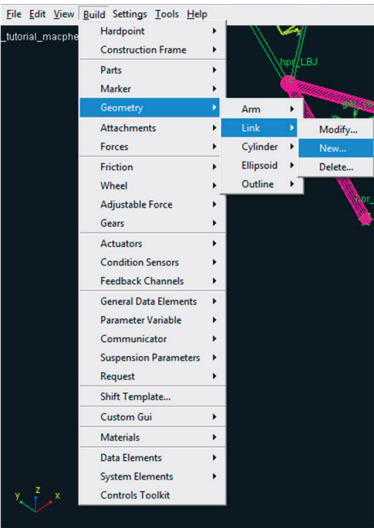 File Edit View Build Settings Tools Help
_tutorial_macphe
Hardpoint
Construction Frame
Parts
Marker
Geometry
Attachments
Forces
Friction
Wheel
Adjustable Force
Gears
Actuators
Condition Sensors
Feedback Channels
General Data Elements
Parameter Variable
Communicator
Suspension Parameters
Request
Shift Template...
Custom Gui
Materials
Data Elements
System Elements
Controls Toolkit
Arm
Link
Cylinder
Ellipsoid
Outline
Modify...
New...
Delete...
hpr_LBJ
hpr_
y z x